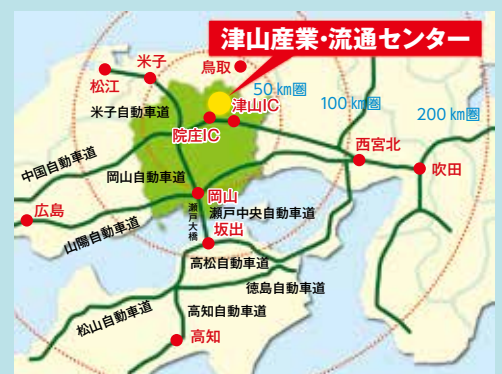 津山産業・流通センター
米子
鳥取
松江
50km圏
津山IC
100km圏
200km圏
米子自動車道
院庄IC
中国自動車道
西宮北
吹田
岡山自動車道
岡山
広島
瀬戸中央自動車道
瀬戸大橋
山陽自動車道
坂出
高松自動車道
徳島自動車道
松山自動車道
高知自動車道
高知